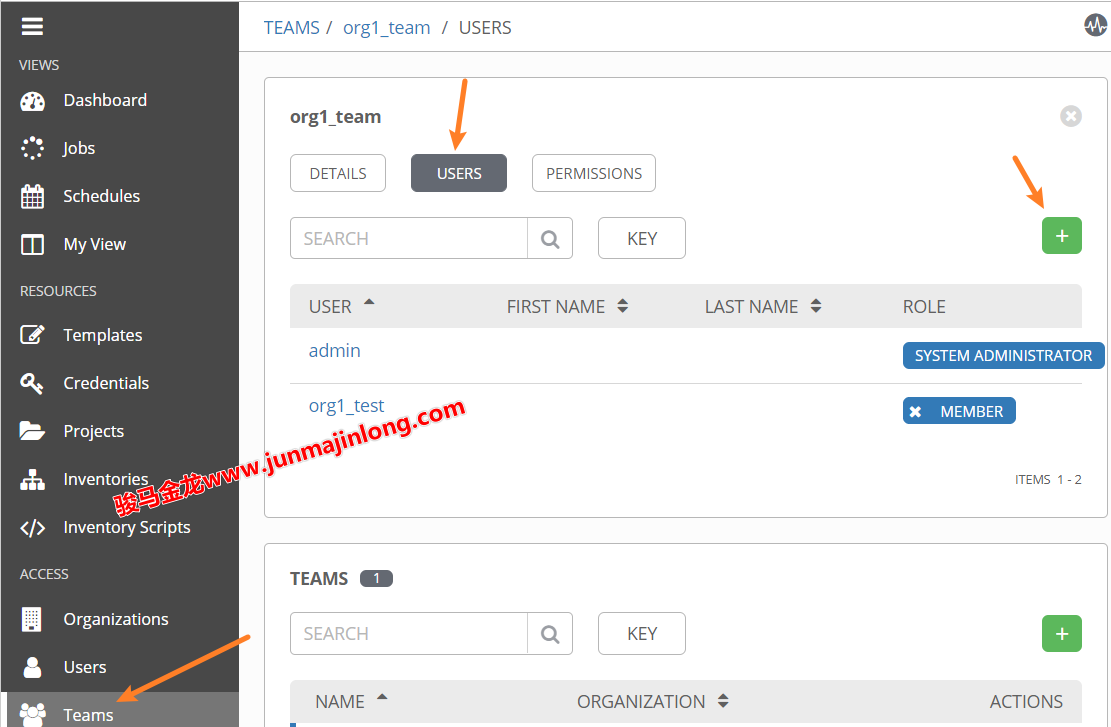 TEAMS / org1_team / USERS
VIEWS
Dashboard
Jobs
Schedules
My View
RESOURCES
Templates
Credentials
Projects
Inventories
Inventory Scripts
ACCESS
Organizations
Users
Teams
org1_team
DETAILS USERS PERMISSIONS
SEARCH KEY +
USER FIRST NAME LAST NAME ROLE
admin SYSTEM ADMINISTRATOR
org1_test MEMBER
ITEMS 1 - 2
骏马金龙www.junmajinlong.com
TEAMS 1
SEARCH KEY +
NAME ORGANIZATION ACTIONS